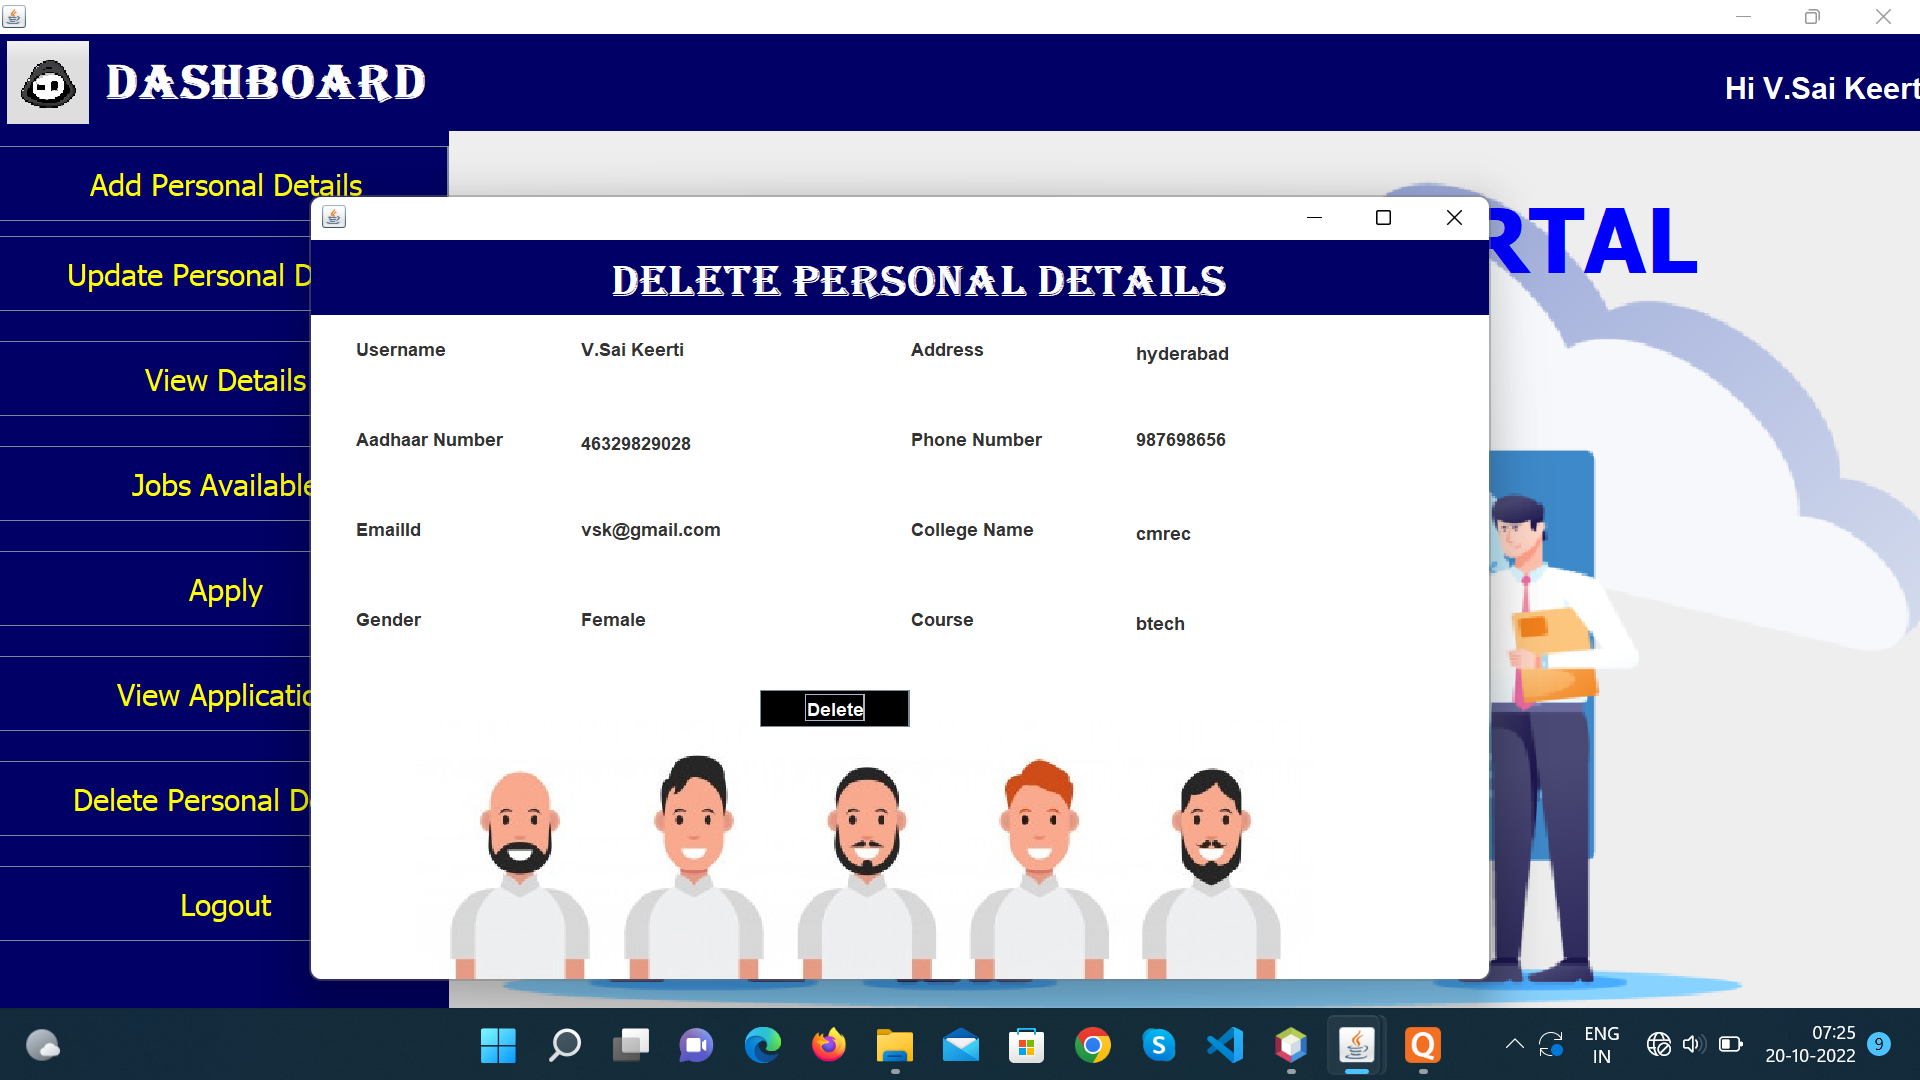 DASHBOARD
Hi V.Sai Keert
Add Personal Details
Update Personal D
View Details
Jobs Available
Apply
View Applicatio
Delete Personal De
Logout
RTAL
DELETE PERSONAL DETAILS
Username V.Sai Keerti Address hyderabad
Aadhaar Number 46329829028 Phone Number 987698656
EmailId vsk@gmail.com College Name cmrec
Gender Female Course btech
Delete
ENG
IN
07:25
20-10-2022
9